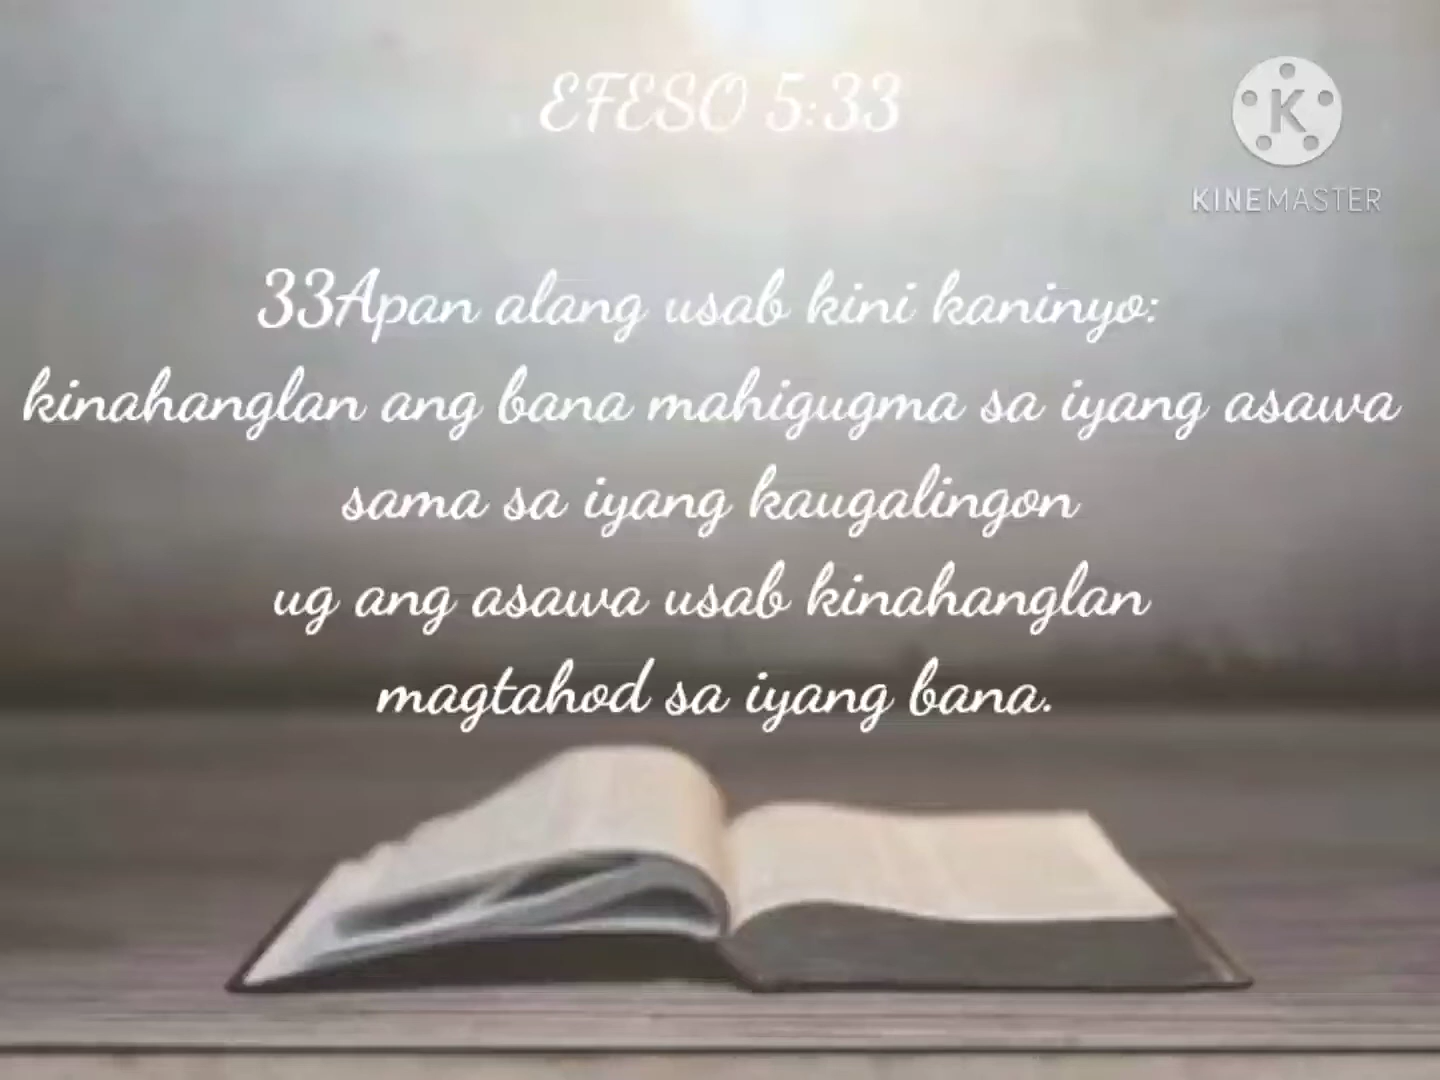 EFESO 5:33
K
KINEMASTER
33Apan alang usab kini kaninyo:
kinahanglan ang bana mahigugma sa iyang asawa
sama sa iyang kaugalingon
ug ang asawa usab kinahanglan
magtahod sa iyang bana.